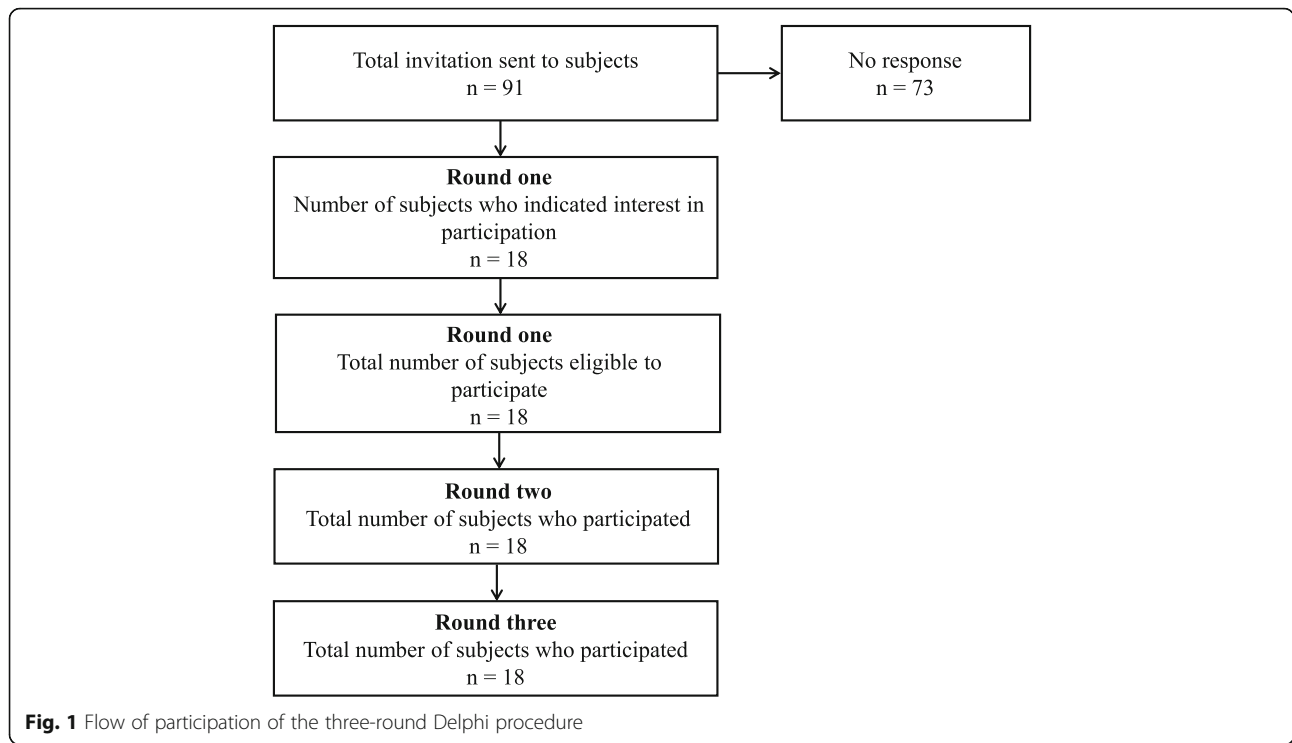 Total invitation sent to subjects
n = 91
No response
n = 73
Round one
Number of subjects who indicated interest in
participation
n = 18
Round one
Total number of subjects eligible to
participate
n = 18
Round two
Total number of subjects who participated
n = 18
Round three
Total number of subjects who participated
n = 18
Fig. 1 Flow of participation of the three-round Delphi procedure